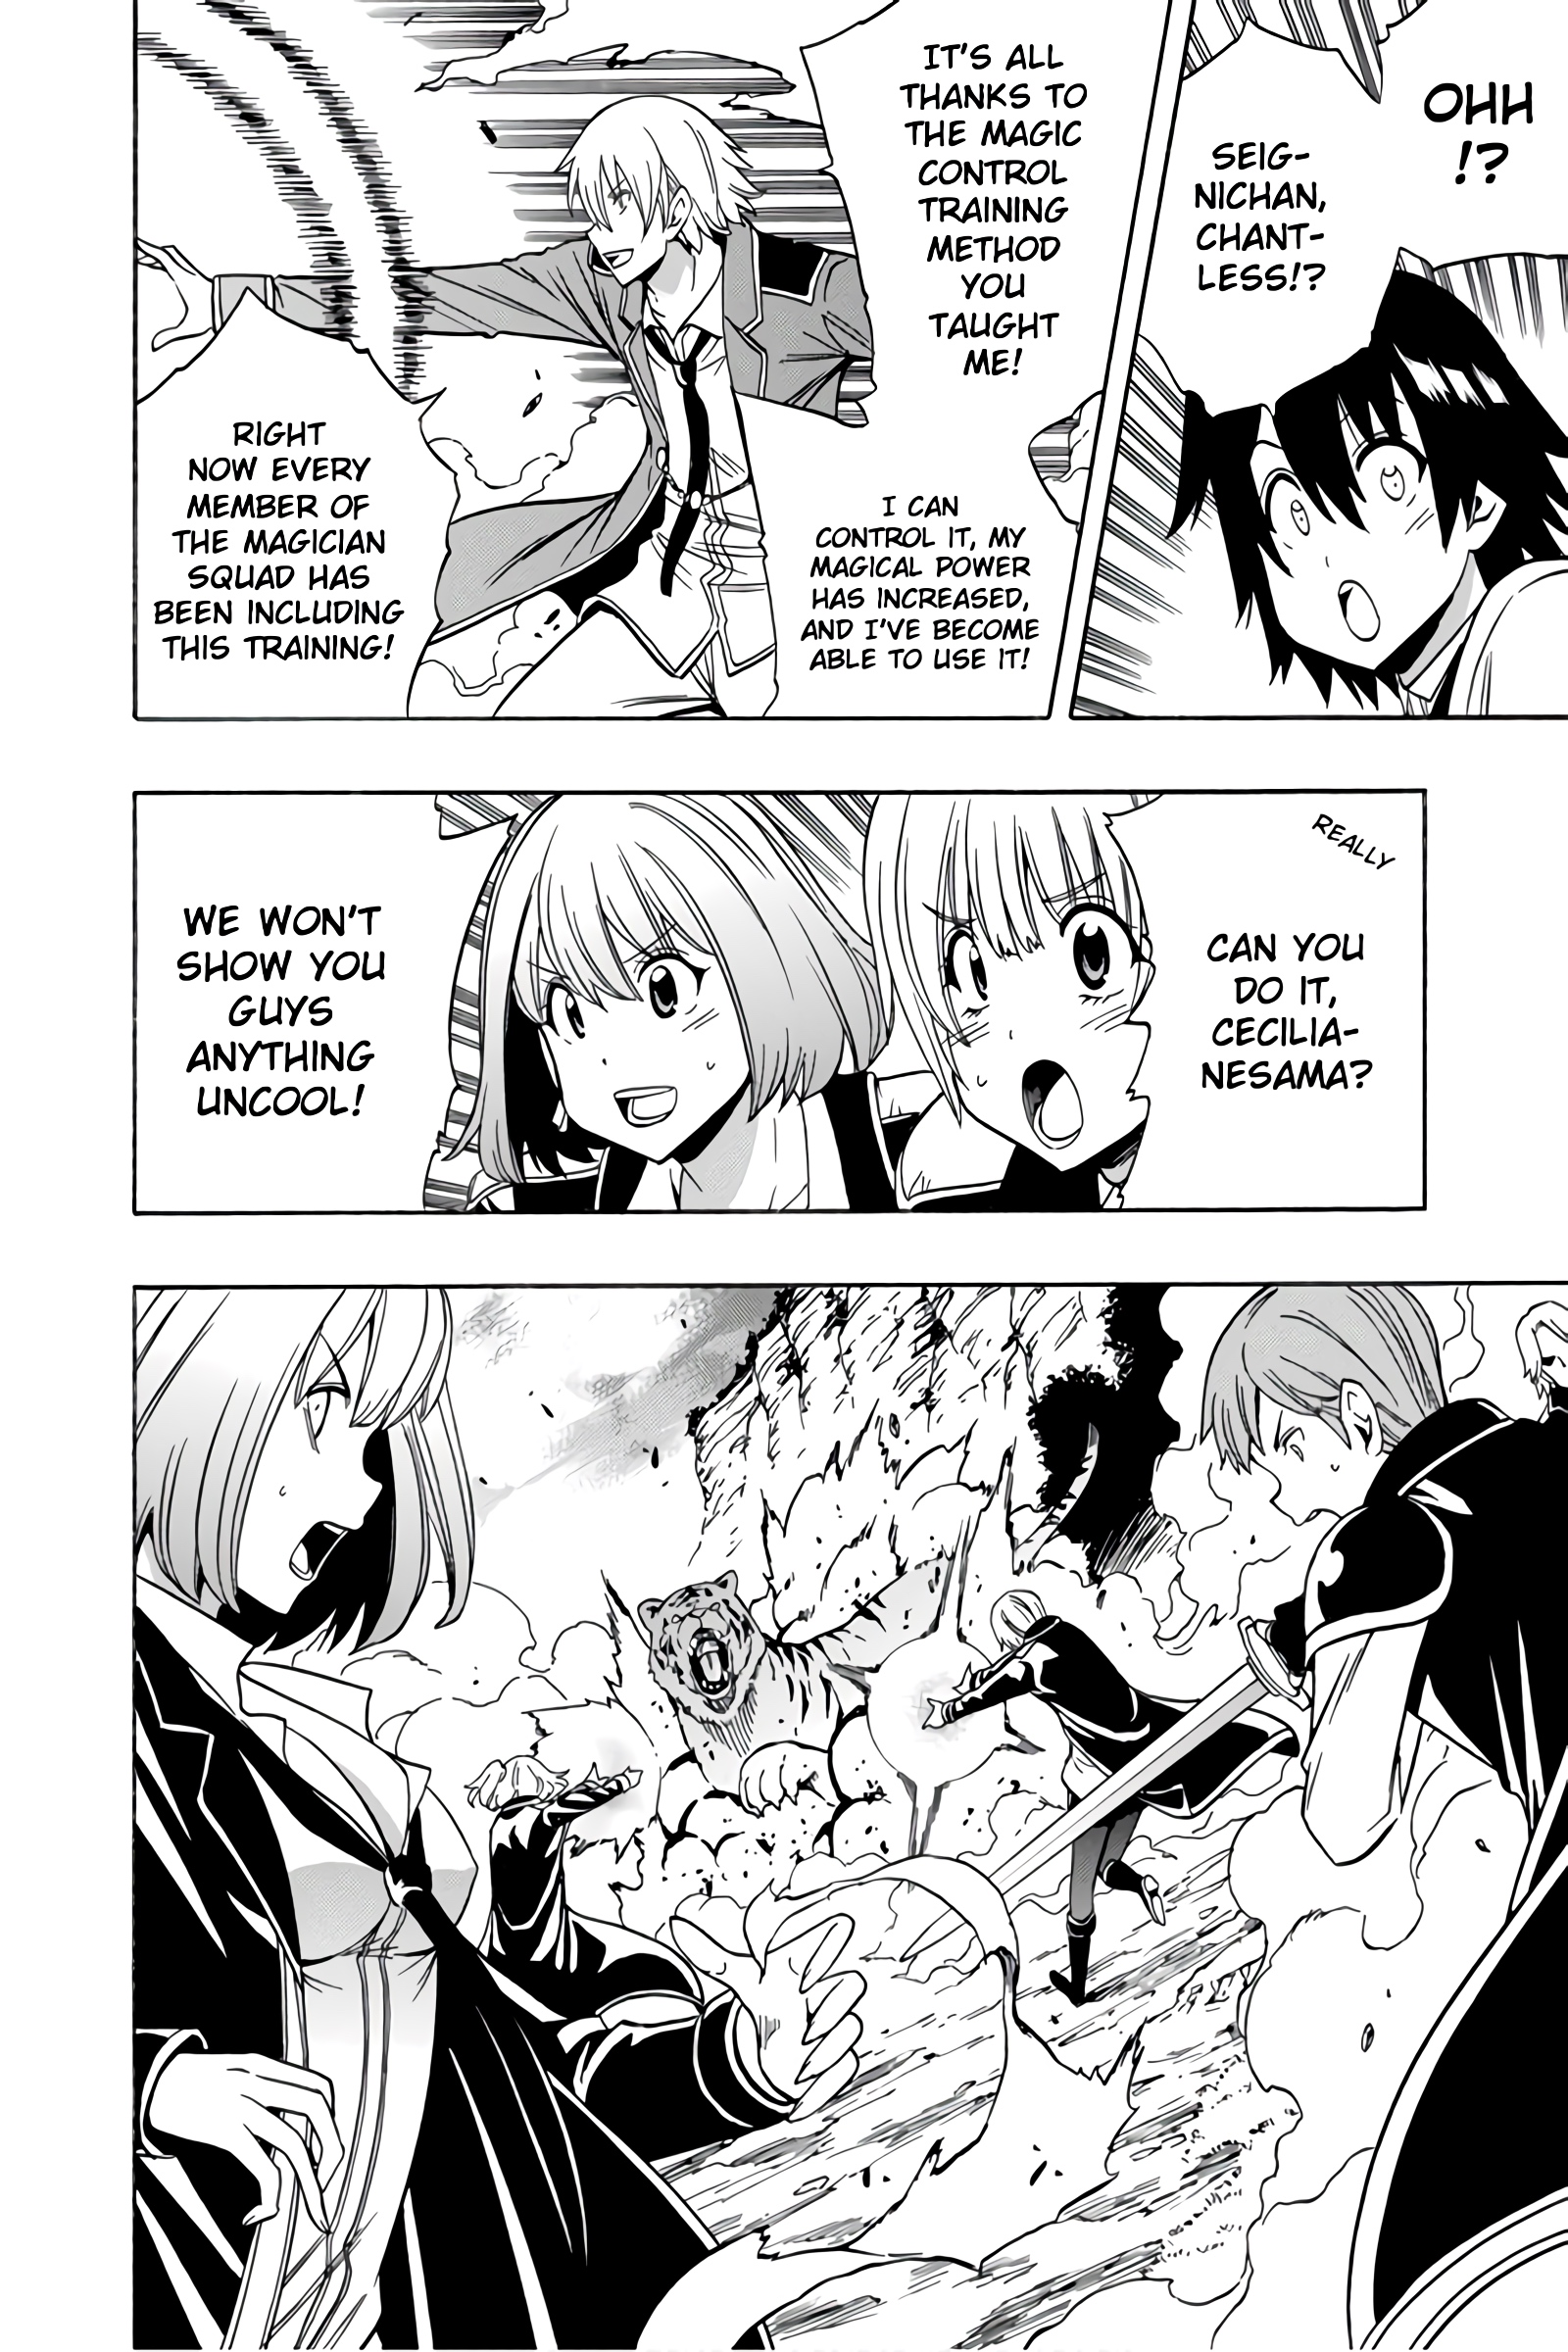 OHH
!?
SEIG-
NICHAN,
CHANT-
LESS!?
IT'S ALL
THANKS TO
THE MAGIC
CONTROL
TRAINING
METHOD
YOU
TAUGHT
ME!
I CAN
CONTROL IT, MY
MAGICAL POWER
HAS INCREASED,
AND I'VE BECOME
ABLE TO USE IT!
RIGHT
NOW EVERY
MEMBER OF
THE MAGICIAN
SQUAD HAS
BEEN INCLUDING
THIS TRAINING!
REALLY
CAN YOU
DO IT,
CECILIA-
NESAMA?
WE WON'T
SHOW YOU
GUYS
ANYTHING
UNCOOL!